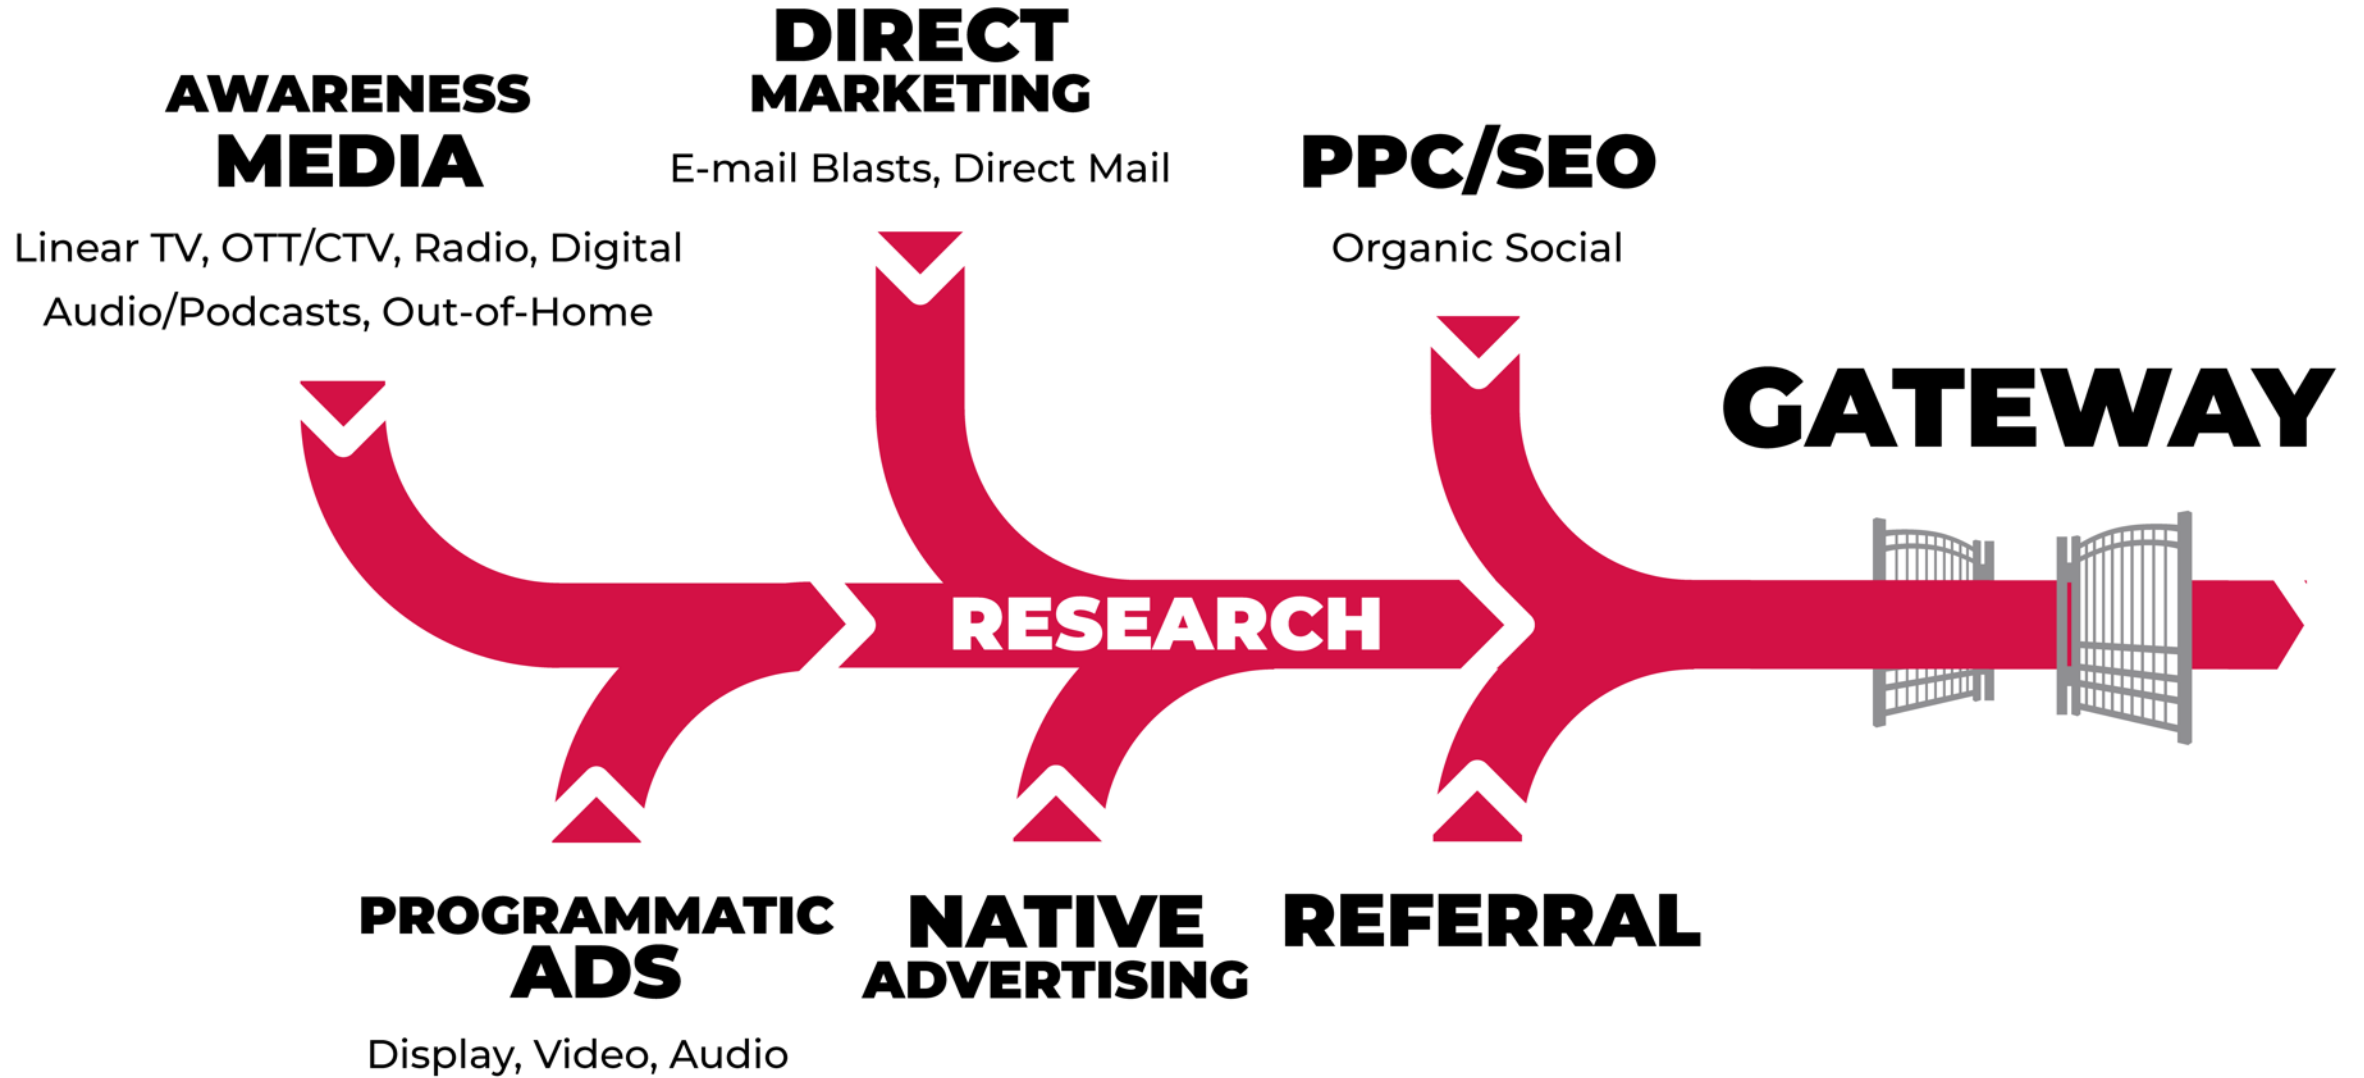 AWARENESS
MEDIA
Linear TV, OTT/CTV, Radio, Digital
Audio/Podcasts, Out-of-Home
DIRECT
MARKETING
E-mail Blasts, Direct Mail
PPC/SEO
Organic Social
GATEWAY
RESEARCH
PROGRAMMATIC
ADS
Display, Video, Audio
NATIVE
ADVERTISING
REFERRAL